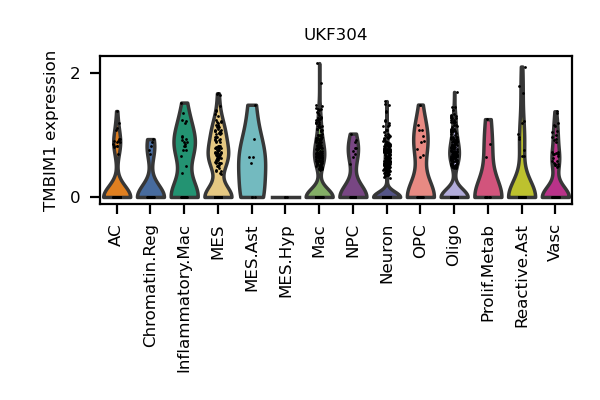 UKF304
TMBIM1 expression
2
0
AC
Chromatin.Reg
Inflammatory.Mac
MES
MES.Ast
MES.Hyp
Mac
NPC
Neuron
OPC
Oligo
Prolif.Metab
Reactive.Ast
Vasc